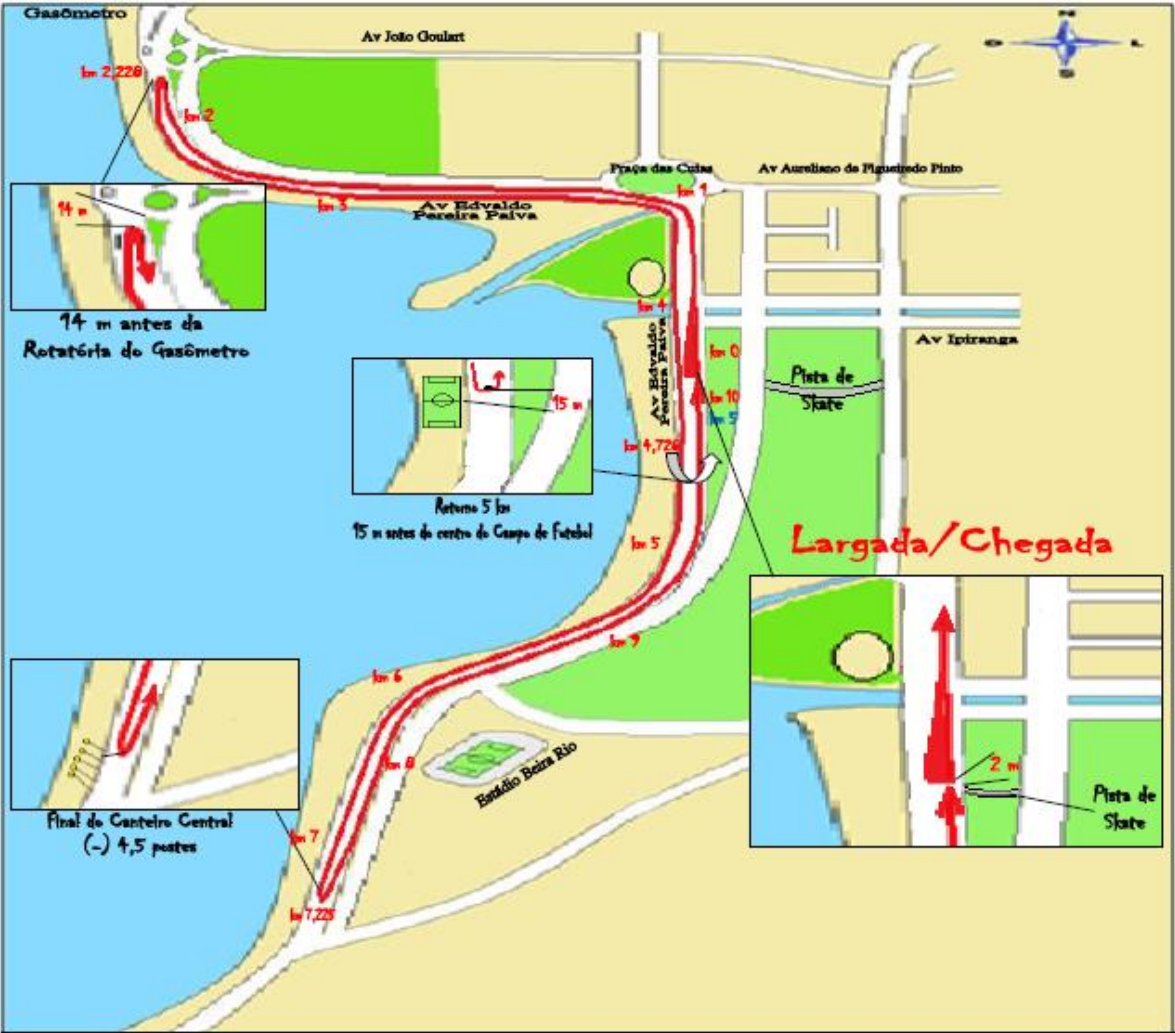 Gasômetro
Av João Goulart
N
O
L
S
km 2,220
km 2
Praça das Cuias
Av Aureliano de Figueiredo Pinto
km 1
km 3
Av Edvaldo
Pereira Paiva
14 m
14 m antes da
Rotatória do Gasômetro
km 4
Av Edvaldo
Pereira Paiva
Av Ipiranga
km 0
Pista de
Skate
km 10
km 5
15 m
km 4,720
Retorno 5 km
15 m antes do centro do Campo de Futebol
km 5
Largada/Chegada
km 9
km 6
2 m
Pista de
Skate
km 8
Estádio Beira Rio
Final do Canteiro Central
(-) 4,5 postes
km 7
km 7,225